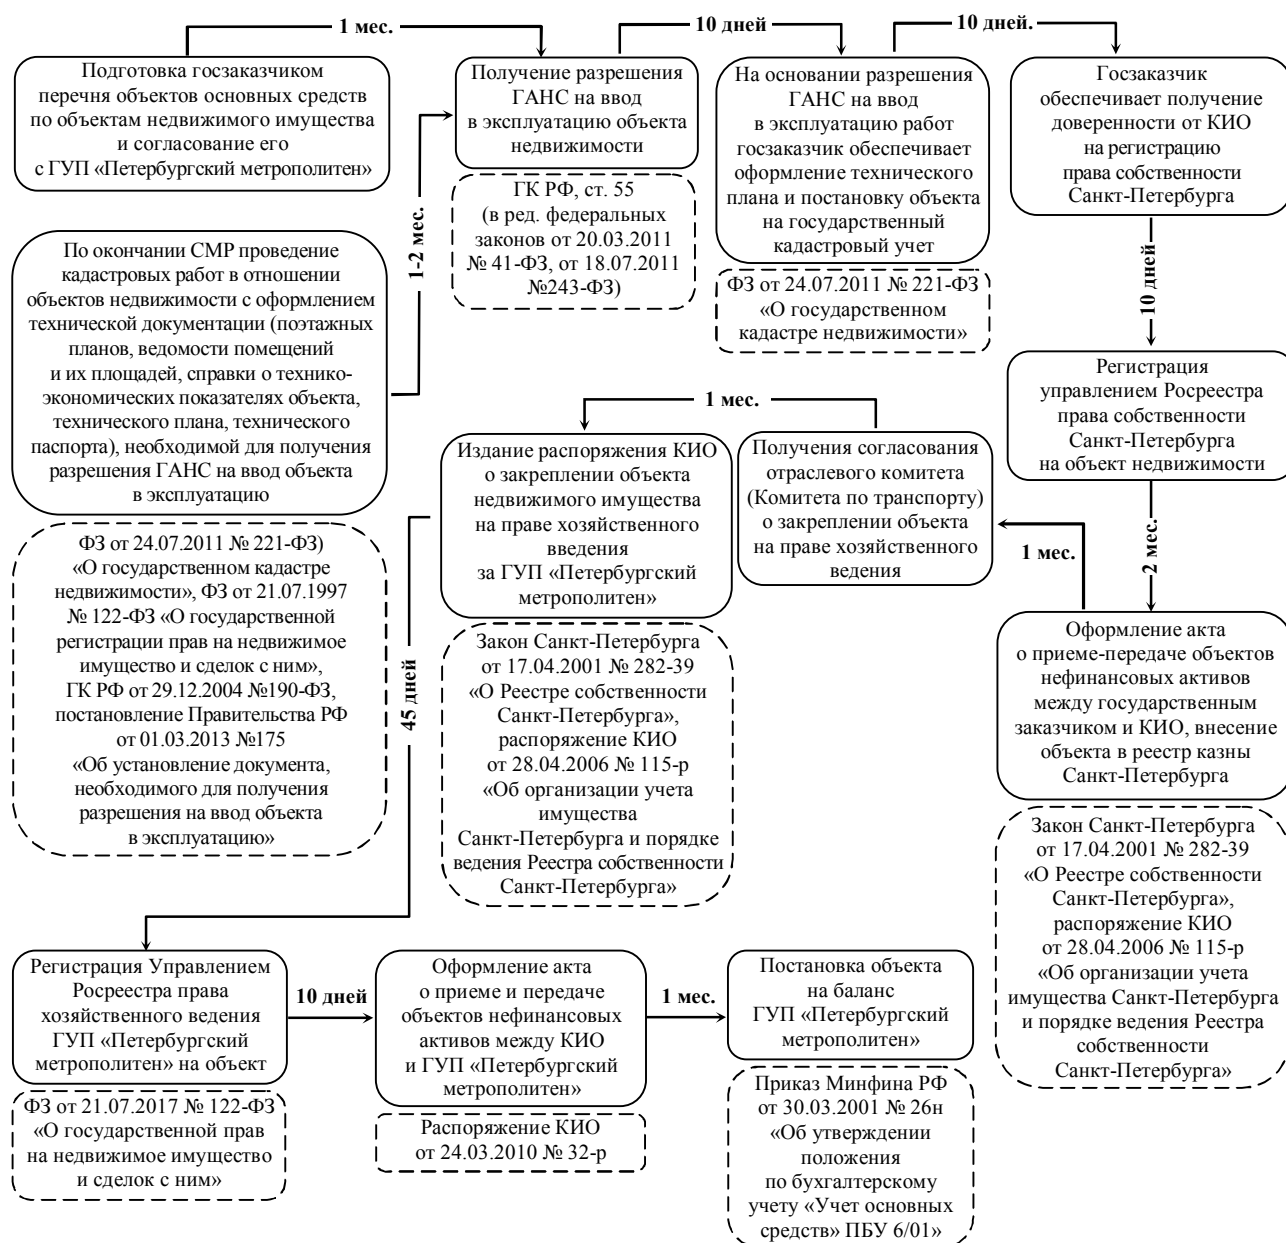 1 мес.
10 дней
10 дней.
Подготовка госзаказчиком
перечня объектов основных средств
по объектам недвижимого имущества
и согласование его
с ГУП «Петербургский метрополитен»
Получение разрешения
ГАНС на ввод
в эксплуатацию объекта
недвижимости
На основании разрешения
ГАНС на ввод
в эксплуатацию работ
госзаказчик обеспечивает
оформление технического
плана и постановку объекта
на государственный
кадастровый учет
Госзаказчик
обеспечивает получение
доверенности от КИО
на регистрацию
права собственности
Санкт-Петербурга
ГК РФ, ст. 55
(в ред. федеральных
законов от 20.03.2011
№ 41-ФЗ, от 18.07.2011
№243-ФЗ)
ФЗ от 24.07.2011 № 221-ФЗ
«О государственном
кадастре недвижимости»
1-2 мес.
10 дней
По окончании СМР проведение
кадастровых работ в отношении
объектов недвижимости с оформлением
технической документации (поэтажных
планов, ведомости помещений
и их площадей, справки о технико-
экономических показателях объекта,
технического плана, технического
паспорта), необходимой для получения
разрешения ГАНС на ввод объекта
в эксплуатацию
Регистрация
управлением Росреестра
права собственности
Санкт-Петербурга
на объект недвижимости
1 мес.
Издание распоряжения КИО
о закреплении объекта
недвижимого имущества
на праве хозяйственного
введения
за ГУП «Петербургский
метрополитен»
Получения согласования
отраслевого комитета
(Комитета по транспорту)
о закреплении объекта
на праве хозяйственного
ведения
1 мес.
2 мес.
ФЗ от 24.07.2011 № 221-ФЗ)
«О государственном кадастре
недвижимости», ФЗ от 21.07.1997
№ 122-ФЗ «О государственной
регистрации прав на недвижимое
имущество и сделок с ним»,
ГК РФ от 29.12.2004 №190-ФЗ,
постановление Правительства РФ
от 01.03.2013 №175
«Об установление документа,
необходимого для получения
разрешения на ввод объекта
в эксплуатацию»
45 дней
Закон Санкт-Петербурга
от 17.04.2001 № 282-39
«О Реестре собственности
Санкт-Петербурга»,
распоряжение КИО
от 28.04.2006 № 115-р
«Об организации учета
имущества
Санкт-Петербурга и порядке
ведения Реестра собственности
Санкт-Петербурга»
Оформление акта
о приеме-передаче объектов
нефинансовых активов
между государственным
заказчиком и КИО, внесение
объекта в реестр казны
Санкт-Петербурга
Закон Санкт-Петербурга
от 17.04.2001 № 282-39
«О Реестре собственности
Санкт-Петербурга»,
распоряжение КИО
от 28.04.2006 № 115-р
«Об организации учета
имущества Санкт-Петербурга
и порядке ведения Реестра
собственности
Санкт-Петербурга»
Регистрация Управлением
Росреестра права
хозяйственного ведения
ГУП «Петербургский
метрополитен» на объект
10 дней
Оформление акта
о приеме и передаче
объектов нефинансовых
активов между КИО
и ГУП «Петербургский
метрополитен»
1 мес.
Постановка объекта
на баланс
ГУП «Петербургский
метрополитен»
ФЗ от 21.07.2017 № 122-ФЗ
«О государственной прав
на недвижимое имущество
и сделок с ним»
Распоряжение КИО
от 24.03.2010 № 32-р
Приказ Минфина РФ
от 30.03.2001 № 26н
«Об утверждении
положения
по бухгалтерскому
учету «Учет основных
средств» ПБУ 6/01»